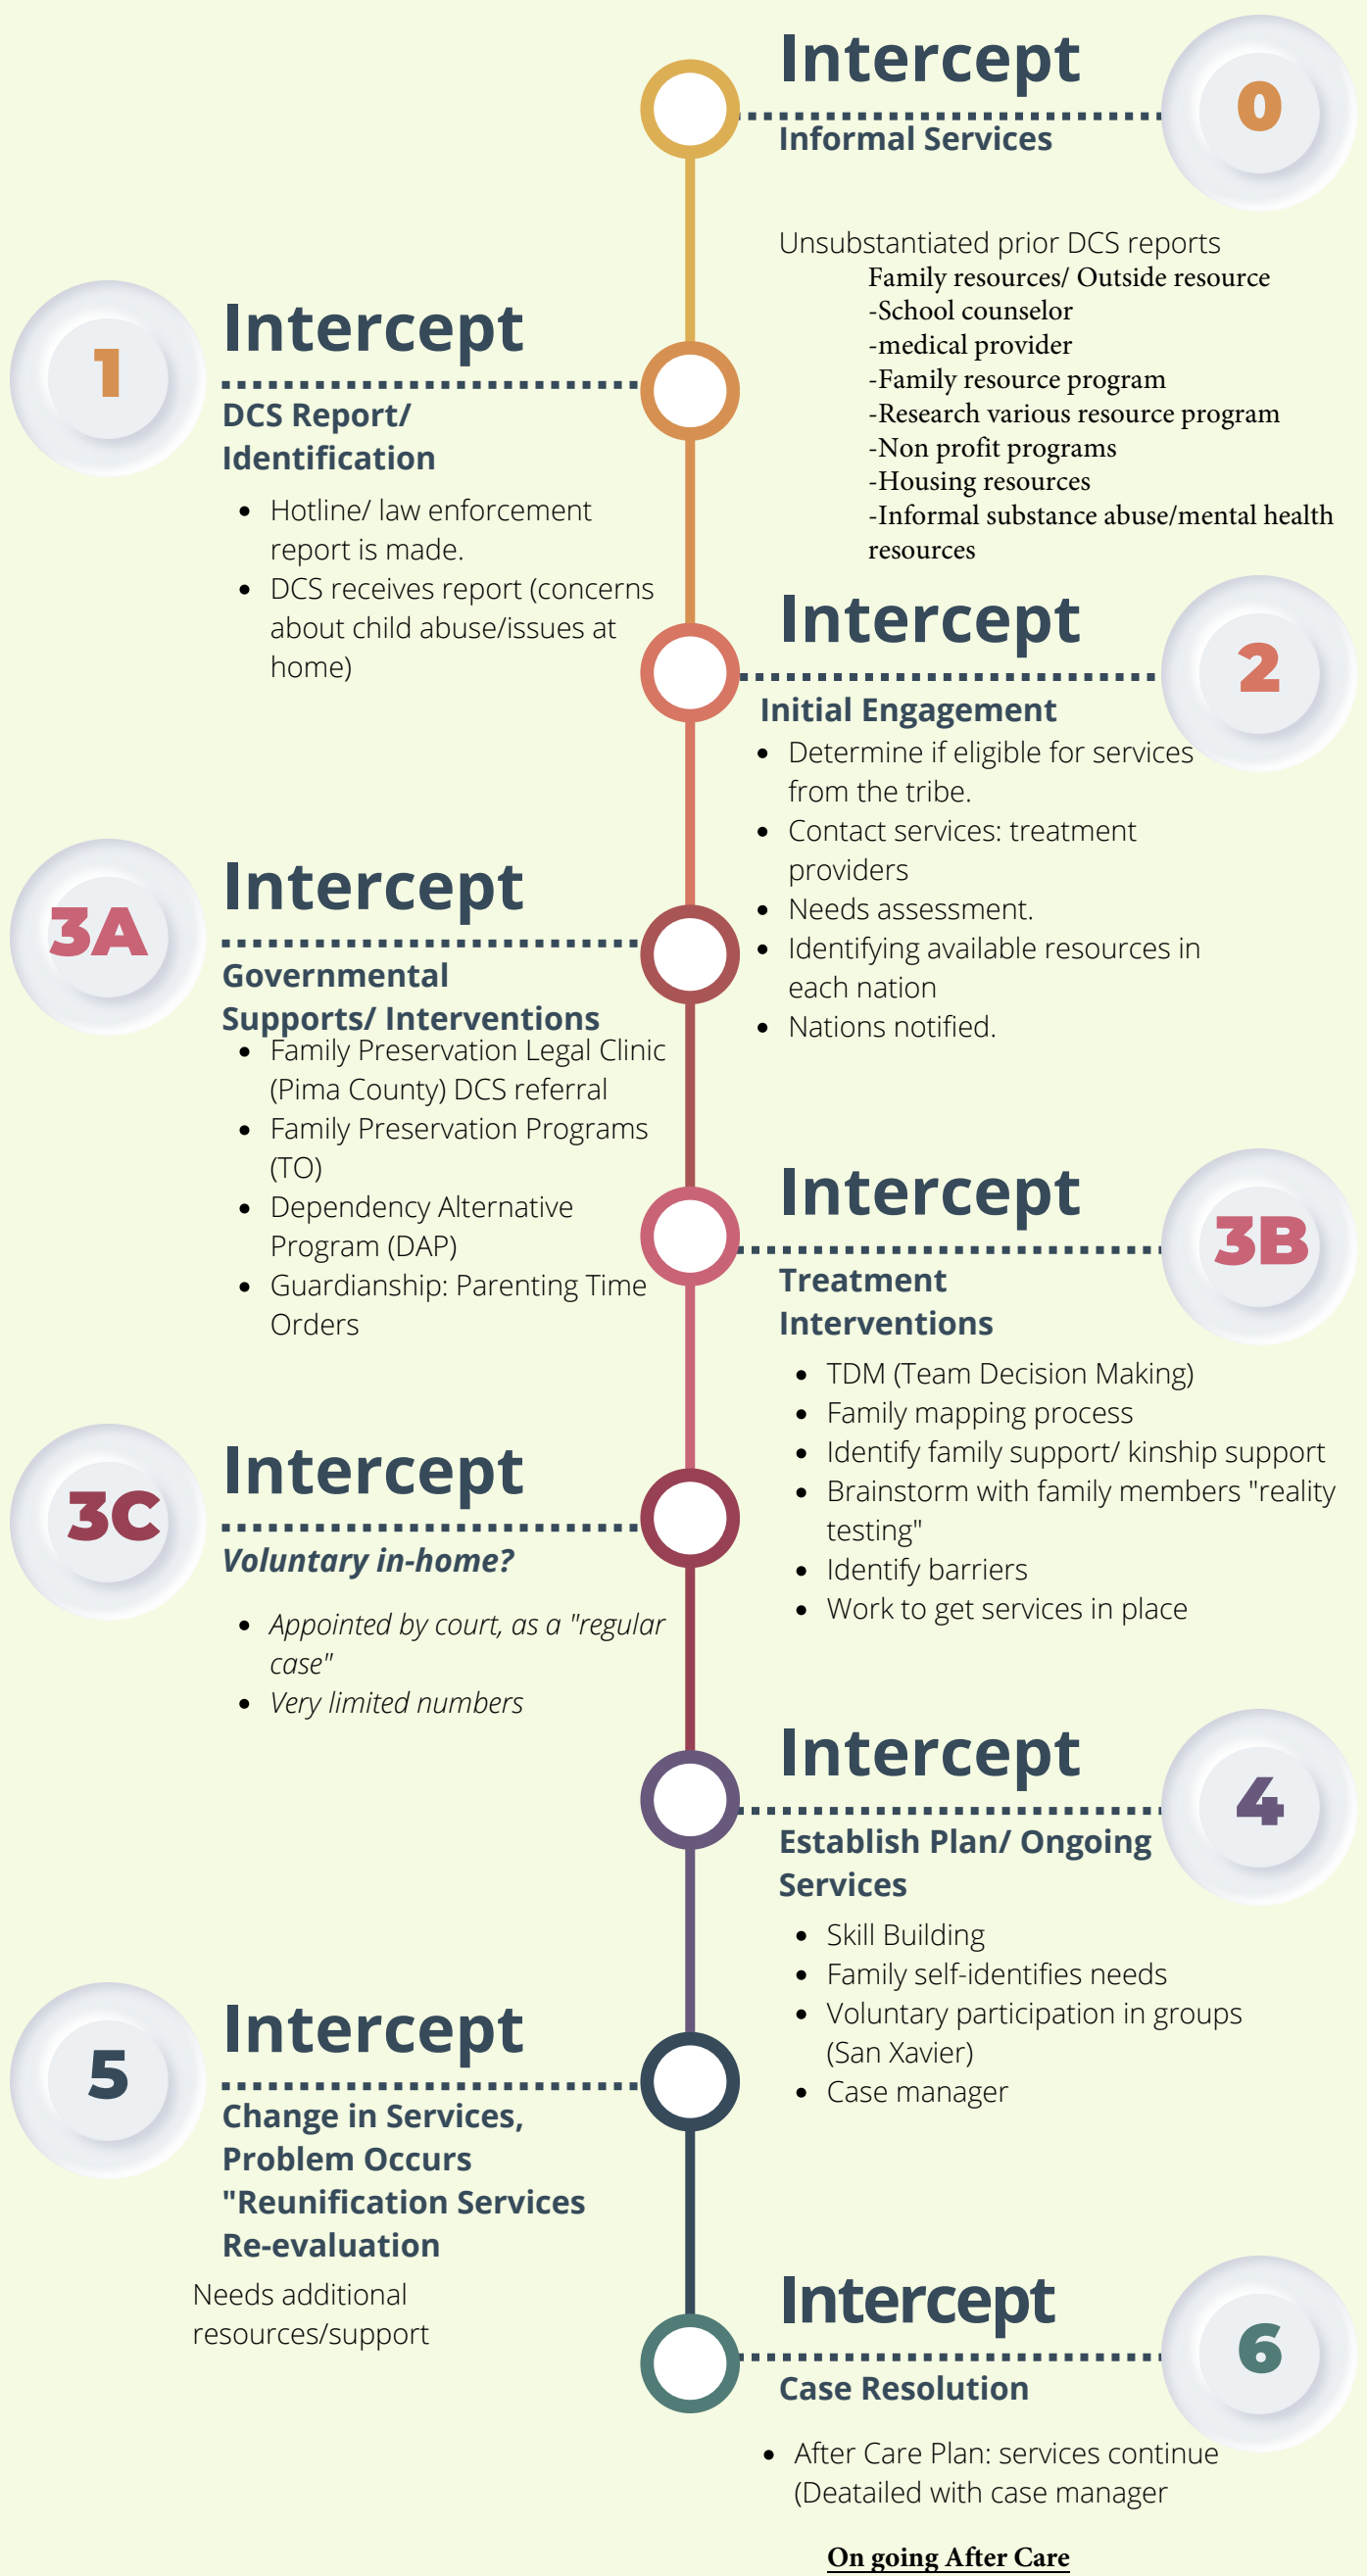 Intercept
0
Informal Services
Unsubstantiated prior DCS reports
Family resources/ Outside resource
-School counselor
-medical provider
-Family resource program
-Research various resource program
-Non profit programs
-Housing resources
-Informal substance abuse/mental health
resources
1
Intercept
DCS Report/
Identification
• Hotline/ law enforcement
report is made.
• DCS receives report (concerns
about child abuse/issues at
home)
Intercept
2
Initial Engagement
• Determine if eligible for services
from the tribe.
• Contact services: treatment
providers
• Needs assessment.
• Identifying available resources in
each nation
• Nations notified.
3A
Intercept
Governmental
Supports/ Interventions
• Family Preservation Legal Clinic
(Pima County) DCS referral
• Family Preservation Programs
(TO)
• Dependency Alternative
Program (DAP)
• Guardianship: Parenting Time
Orders
Intercept
3B
Treatment
Interventions
• TDM (Team Decision Making)
• Family mapping process
• Identify family support/ kinship support
• Brainstorm with family members "reality
testing"
• Identify barriers
• Work to get services in place
3C
Intercept
Voluntary in-home?
• Appointed by court, as a "regular
case"
• Very limited numbers
Intercept
4
Establish Plan/ Ongoing
Services
• Skill Building
• Family self-identifies needs
• Voluntary participation in groups
(San Xavier)
• Case manager
5
Intercept
Change in Services,
Problem Occurs
"Reunification Services
Re-evaluation
Needs additional
resources/support
Intercept
6
Case Resolution
• After Care Plan: services continue
(Deatailed with case manager
On going After Care